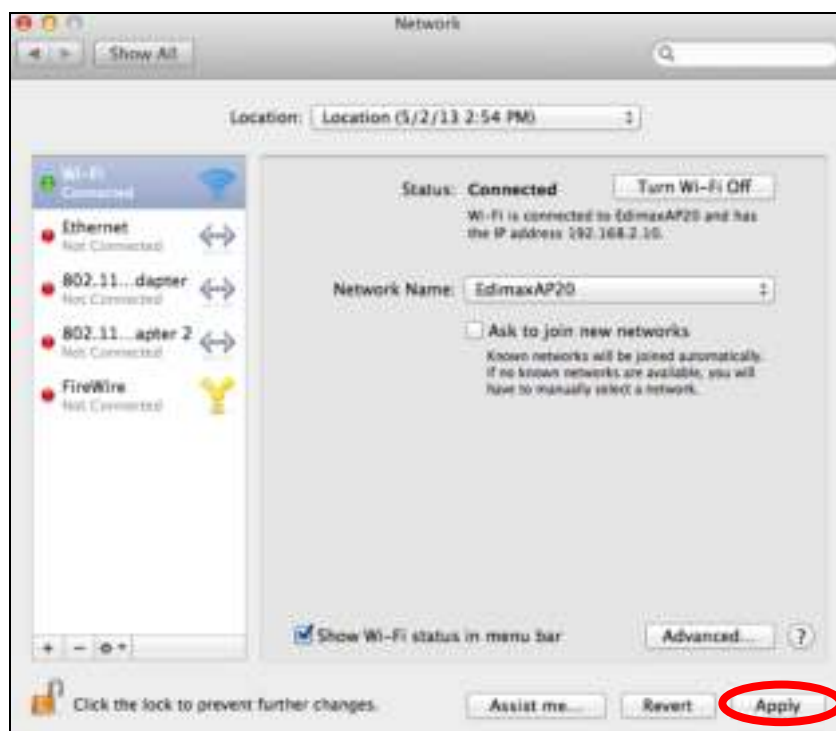 Network
Show All
Location: Location (5/2/13 2:54 PM)
Wi-Fi
Connected
Ethernet
Not Connected
802.11...dapter
Not Connected
802.11...apter 2
Not Connected
FireWire
Not Connected
+ −
Status: Connected
Turn Wi-Fi Off
Wi-Fi is connected to EdimaxAP20 and has
the IP address 192.168.2.10.
Network Name: EdimaxAP20
Ask to join new networks
Known networks will be joined automatically.
If no known networks are available, you will
have to manually select a network.
Show Wi-Fi status in menu bar
Advanced...
?
Click the lock to prevent further changes.
Assist me...
Revert
Apply